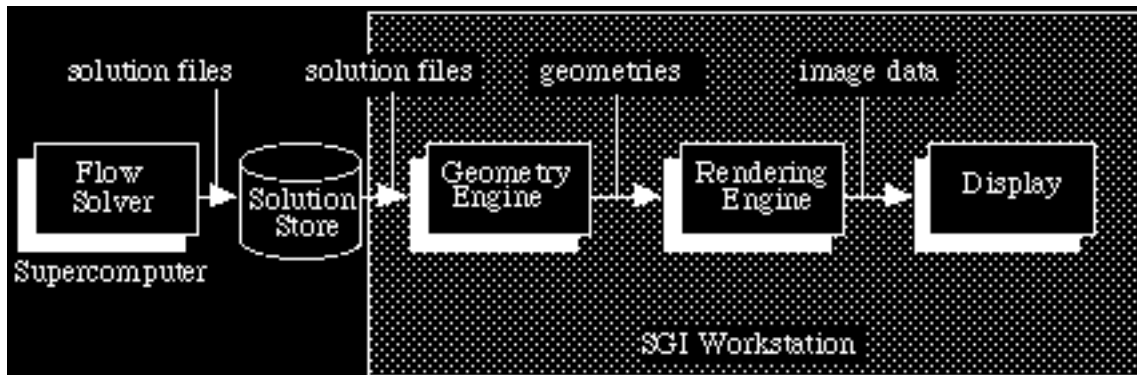 solution files
solution files
geometries
image data
Flow
Solver
Solution
Store
Geometry
Engine
Rendering
Engine
Display
Supercomputer
SGI Workstation